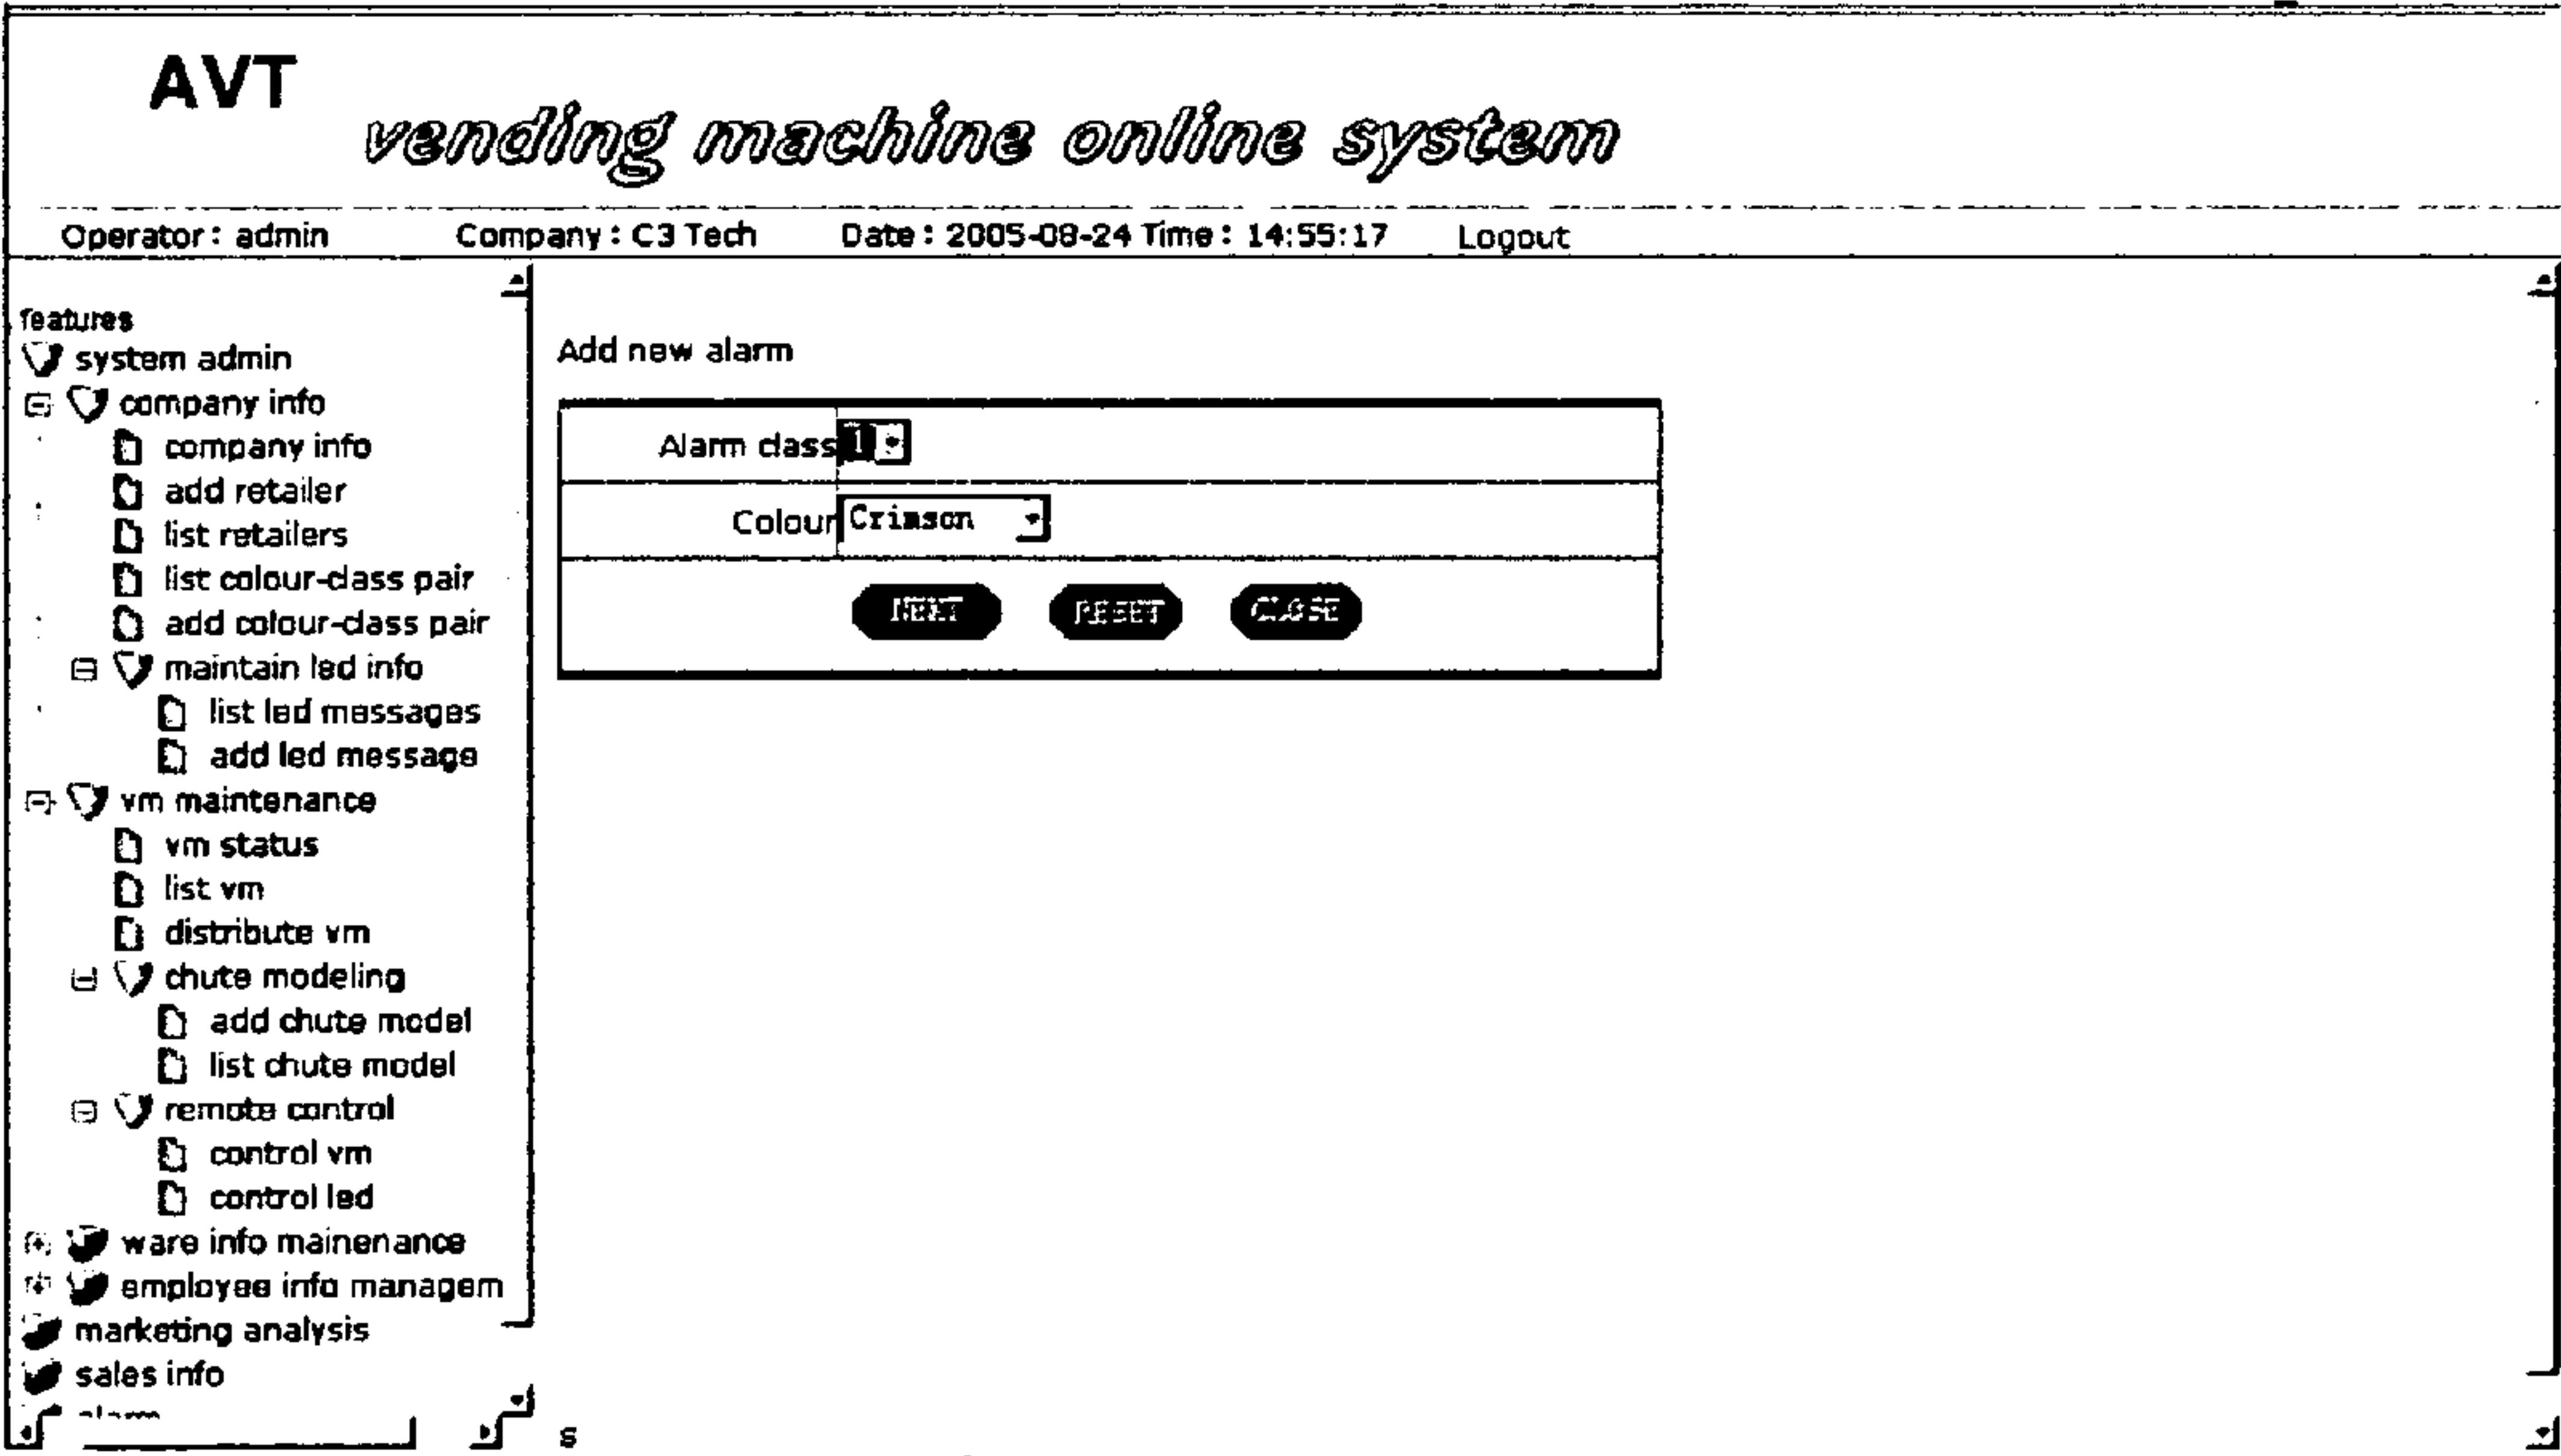 AVT
vending machine online system
Operator: admin Company: C3 Tech Date: 2005-08-24 Time: 14:55:17 Logout
features
system admin
company info
company info
add retailer
list retailers
list colour-class pair
add colour-class pair
maintain led info
list led messages
add led message
vm maintenance
vm status
list vm
distribute vm
chute modeling
add chute model
list chute model
remote control
control vm
control led
ware info mainenance
employee info managem
marketing analysis
sales info
alarm
Add new alarm
Alarm class 1
Colour Crimson
NEXT RESET CLOSE
s